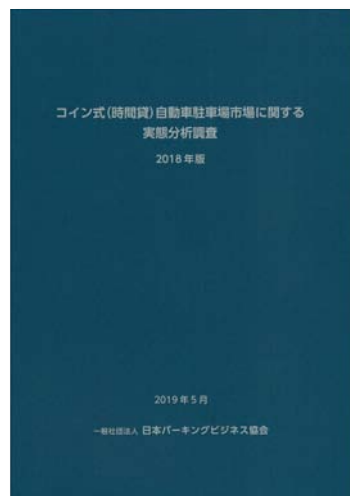 コイン式（時間貸）自動車駐車場市場に関する
実態分析調査
2018年版
2019年5月
一般社団法人 日本パーキングビジネス協会